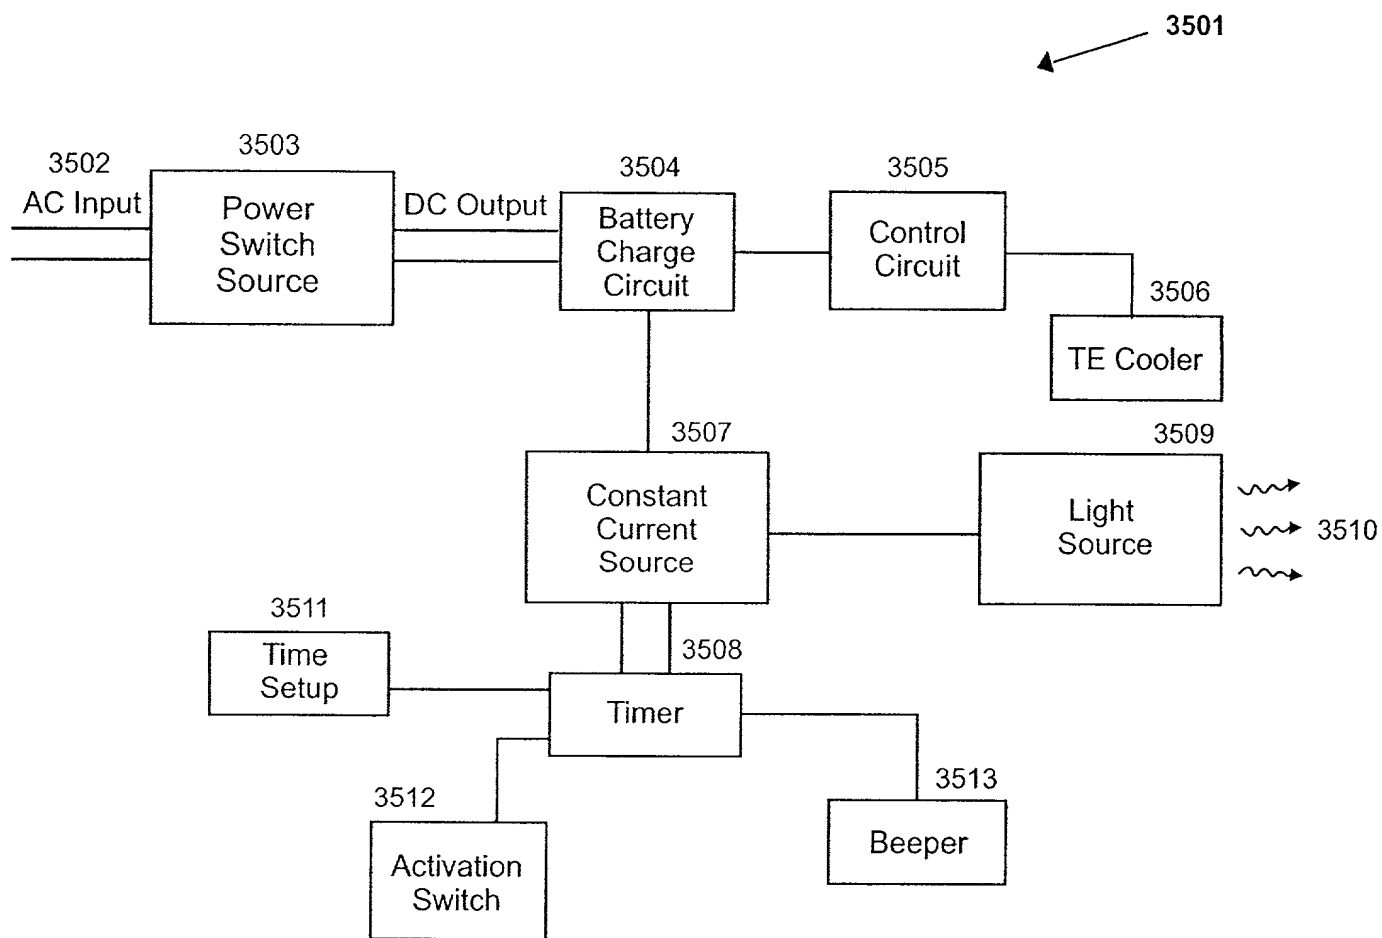 3501
3502
AC Input
3503
Power
Switch
Source
DC Output
3504
Battery
Charge
Circuit
3505
Control
Circuit
3506
TE Cooler
3507
Constant
Current
Source
3509
Light
Source
3510
3511
Time
Setup
3508
Timer
3512
Activation
Switch
3513
Beeper